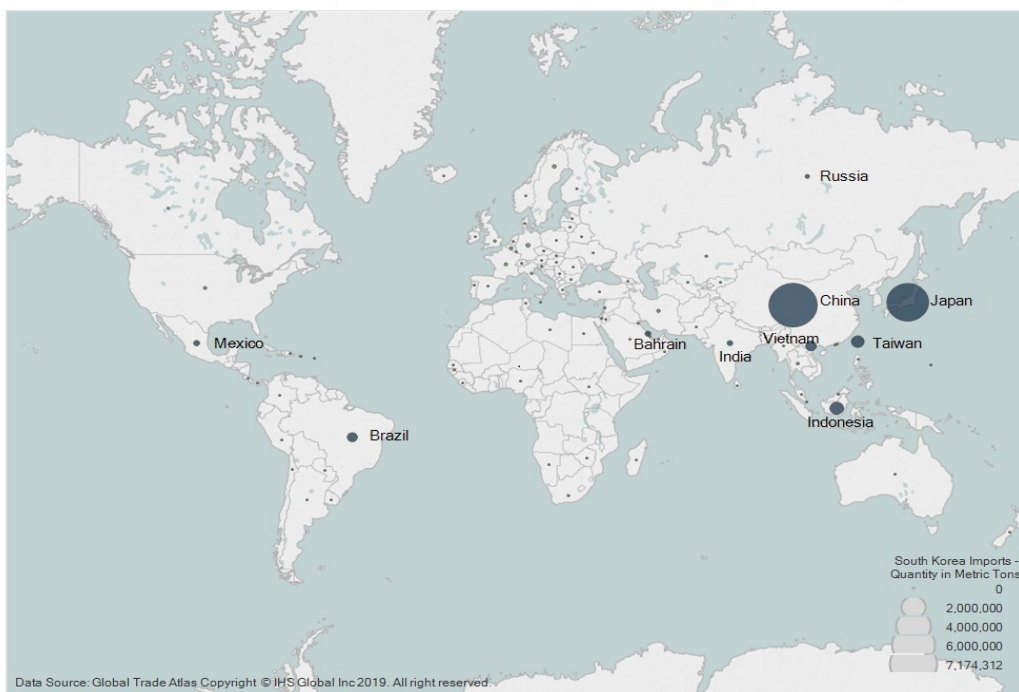 Russia
China
Japan
Mexico
Bahrain
India
Vietnam
Taiwan
Indonesia
Brazil
South Korea Imports -
Quantity in Metric Tons
0
2,000,000
4,000,000
6,000,000
7,174,312
Data Source: Global Trade Atlas Copyright © IHS Global Inc 2019. All right reserved.